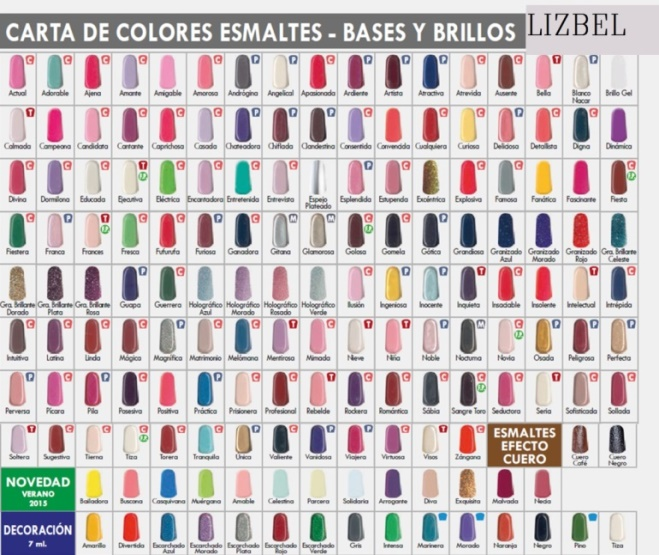 CARTA DE COLORES ESMALTES - BASES Y BRILLOS LIZBEL
Actual Adorable Ajena Amante Amigable Amorosa Andrógina Angelical Apasionada Ardiente Artista Atractiva Atrevida Ausente Bella Blanco Nacar Brillo Gel
Calmada Campeona Candidata Cantante Caprichosa Casada Chateadora Chiflada Clandestina Consentida Convencida Cualquiera Curiosa Deliciosa Detallista Digna Dinámica
Divina Dormilona Educada Ejecutiva Eléctrica Encantadora Entretenida Entrevista Espejo Plateado Esplendida Estupenda Excéntrica Explosiva Famosa Fanática Fascinante Fiesta
Fiestera Franca Frances Fresca Futurura Furiosa Ganadora Gitana Glamorosa Golosa Gomela Gótica Grandiosa Granizado Azul Granizado Morado Granizado Rojo Gra. Brillante Celeste
Gra. Brillante Dorado Gra. Brillante Plata Gra. Brillante Rosa Guapa Guerrera Holográfico Azul Holográfico Morado Holográfico Rosado Holográfico Verde Ilusión Ingeniosa Inocente Inquieta Insaciable Insolente Intelectual Intrépida
Intuitiva Latina Linda Mágica Magnífica Matrimonio Melómana Mentirosa Mimada Nieve Niña Noble Nocturna Novia Osada Peligrosa Perfecta
Perversa Pícara Pila Posesiva Positiva Práctica Prisionera Profesional Rebelde Rockera Romántica Sábia Sangre Toro Seductora Seria Sofisticada Sollada
Soltera Sugestiva Tierna Tiza Torera Tranquila Única Valiente Vanidosa Viajera Virtuosa Visos Zángana ESMALTES EFECTO CUERO Cuero Café Cuero Negro
NOVEDAD VERANO 2015 Bailadora Buscona Casquivana Muérgana Amable Celestina Parcera Solidaria Arrogante Diva Exquisita Malvada Necia
DECORACIÓN 7 ml. Amarillo Divertida Escarchado Azul Escarchado Morado Escarchado Plata Escarchado Rojo Escarchado Verde Gris Intensa Marinera Morado Naranja Negro Pino Tiza